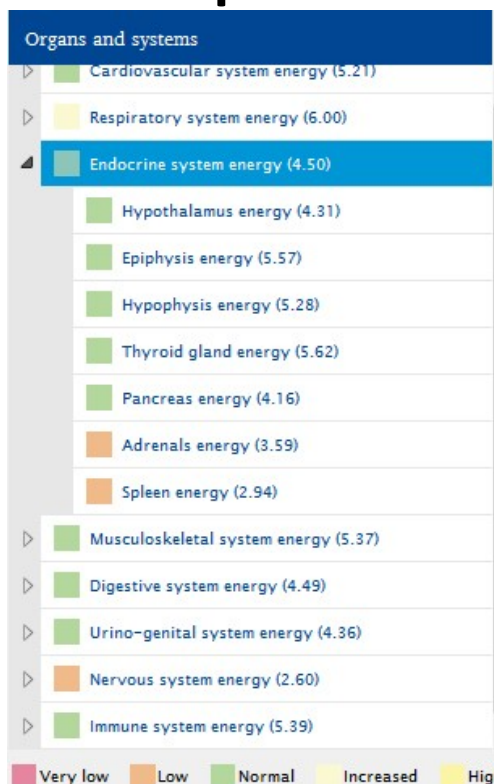 Organs and systems
Cardiovascular system energy (5.21)
Respiratory system energy (6.00)
Endocrine system energy (4.50)
Hypothalamus energy (4.31)
Epiphysis energy (5.57)
Hypophysis energy (5.28)
Thyroid gland energy (5.62)
Pancreas energy (4.16)
Adrenals energy (3.59)
Spleen energy (2.94)
Musculoskeletal system energy (5.37)
Digestive system energy (4.49)
Urino-genital system energy (4.36)
Nervous system energy (2.60)
Immune system energy (5.39)
Very low Low Normal Increased Hig